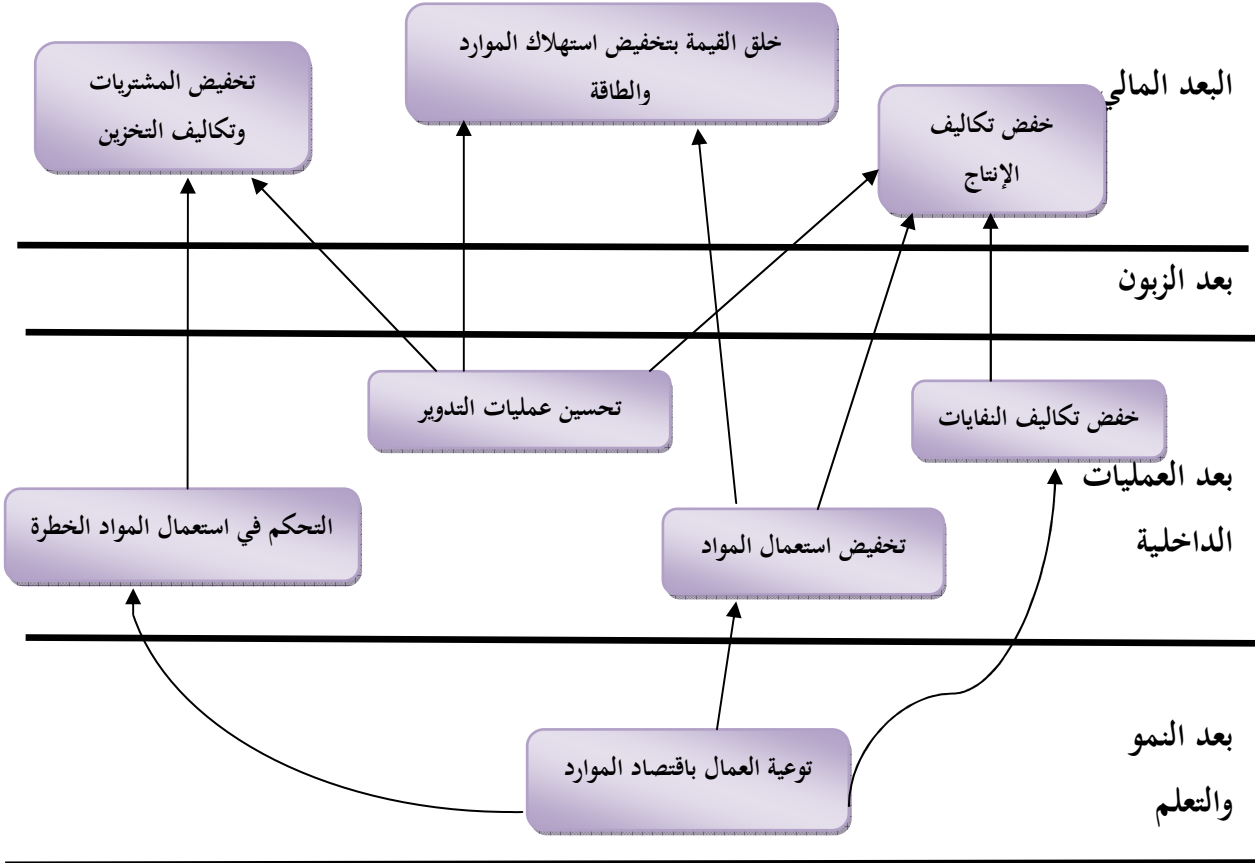 البعد المالي
خلق القيمة بتخفيض استهلاك الموارد
والطاقة
خفض تكاليف
الإنتاج
تخفيض المشتريات
وتكاليف التخزين
بعد الزبون
بعد العمليات
الداخلية
خفض تكاليف النفايات
تحسين عمليات التدوير
تخفيض استعمال المواد
التحكم في استعمال المواد الخطرة
بعد النمو
والتعلم
توعية العمال باقتصاد الموارد